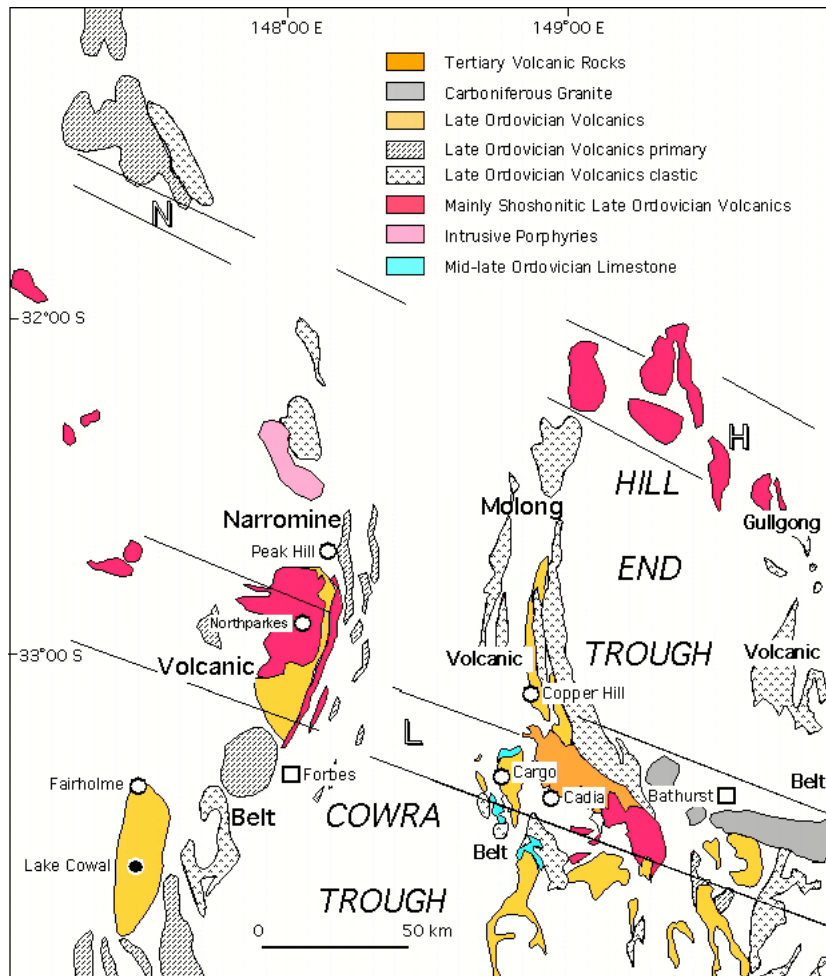 148°00 E
149°00 E
Tertiary Volcanic Rocks
Carboniferous Granite
Late Ordovician Volcanics
Late Ordovician Volcanics primary
Late Ordovician Volcanics clastic
Mainly Shoshonitic Late Ordovician Volcanics
Intrusive Porphyries
Mid-late Ordovician Limestone
N
32°00 S
H
HILL
Molong
Narromine
Gullgong
Peak Hill
END
Northparkes
Volcanic
TROUGH
Volcanic
33°00 S
Volcanic
Copper Hill
L
Cargo
Forbes
Fairholme
Cadia
Bathurst
Belt
Belt
COWRA
Belt
Lake Cowal
TROUGH
0
50 km